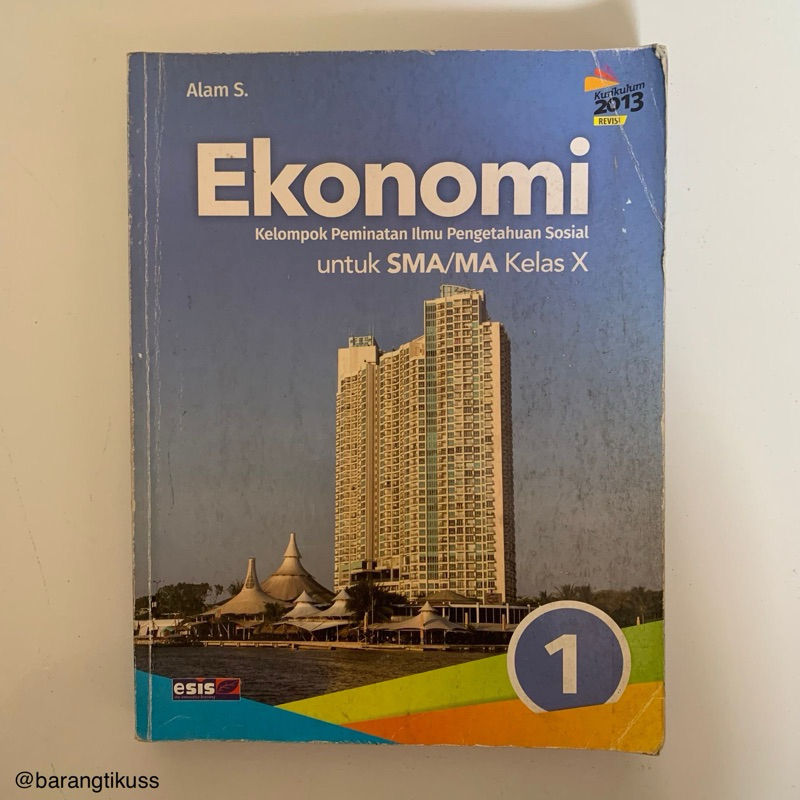 Alam S.
Kurikulum
2013
REVISI
Ekonomi
Kelompok Peminatan Ilmu Pengetahuan Sosial
untuk SMA/MA Kelas X
1
esis
@barangtikuss